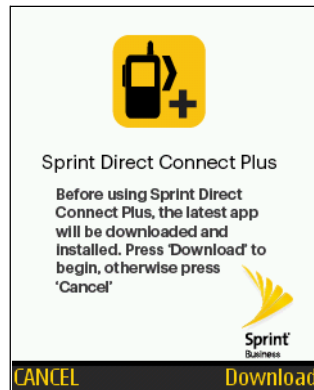 Sprint Direct Connect Plus
Before using Sprint Direct
Connect Plus, the latest app
will be downloaded and
installed. Press 'Download' to
begin, otherwise press
'Cancel'
Sprint
Business
CANCEL Download